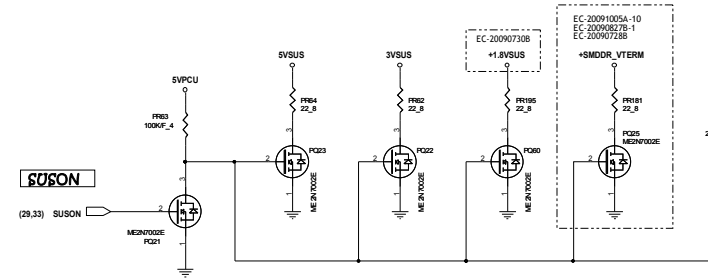 EC-20091005A-10
EC-20090827B-1
EC-20090728B
EC-20090730B
5VSUS
3VSUS
+1.8VSUS
+SMDDR_VTERM
5VPCU
PR63
100K/F_4
PR64
22_8
PR62
22_8
PR195
22_8
PR181
22_8
3
3
3
3
2
PQ23
2
PQ22
2
PQ60
2
PQ25
ME2N7002E
2
1
ME2N7002E
1
ME2N7002E
1
ME2N7002E
1
SUSON
3
(29,33) SUSON
2
ME2N7002E
PQ21
1